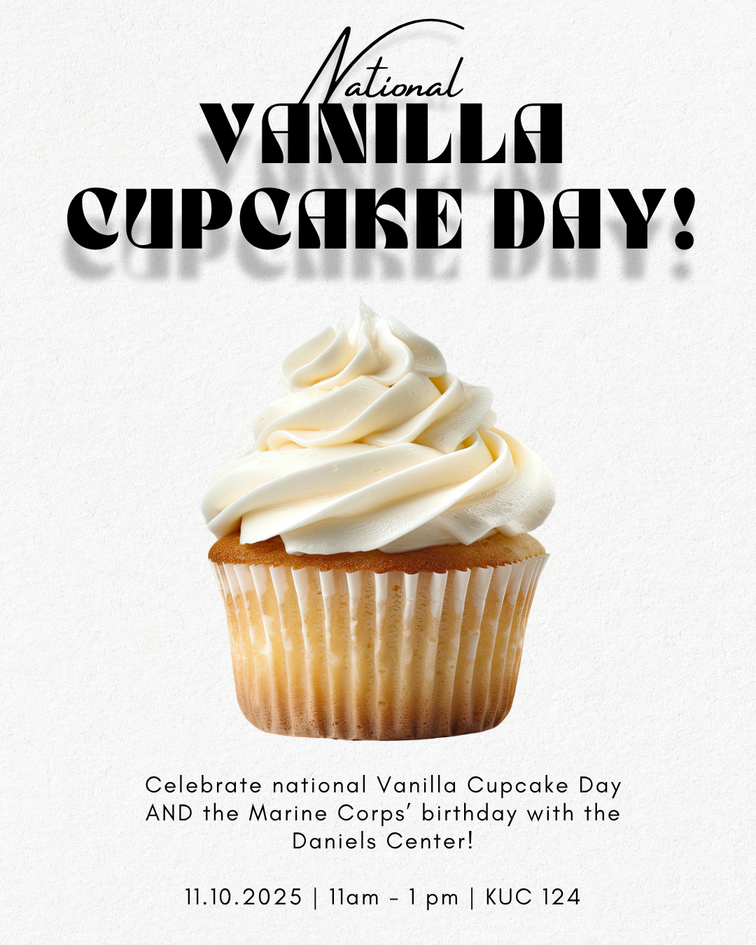 National
VANILLA
CUPCAKE DAY!
Celebrate national Vanilla Cupcake Day
AND the Marine Corps’ birthday with the
Daniels Center!
11.10.2025 | 11am - 1 pm | KUC 124